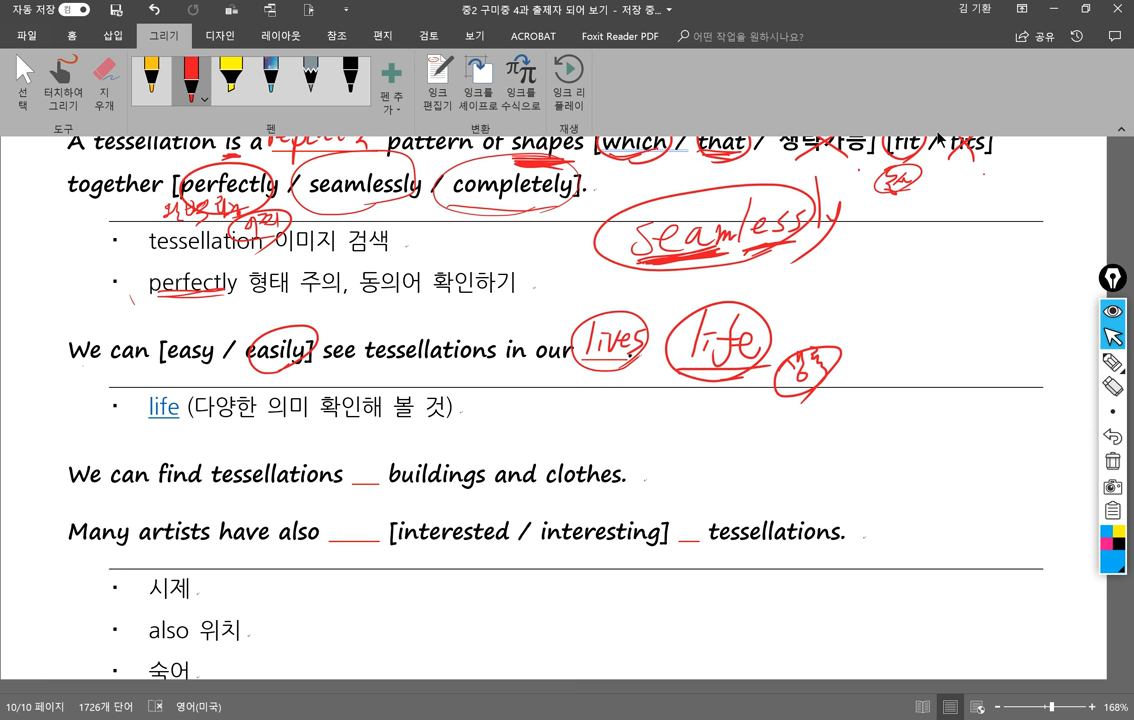 자동 저장 컴 중2 구미중 4과 출제자 되어 보기 - 저장 중... 김 기환
파일 홈 삽입 그리기 디자인 레이아웃 참조 편지 검토 보기 ACROBAT Foxit Reader PDF 어떤 작업을 원하시나요? 공유
선택 터치하여 그리기 지우개 펜 추가 잉크 편집기 잉크를 셰이프로 잉크를 수식으로 잉크 리플레이
도구 펜 변환 재생
A tessellation is a pattern of shapes [which / that / 생략가능] [fit / fits]
together [perfectly / seamlessly / completely].
seamlessly
· tessellation 이미지 검색
· perfectly 형태 주의, 동의어 확인하기
We can [easy / easily] see tessellations in our lives. life
· life (다양한 의미 확인해 볼 것)
We can find tessellations __ buildings and clothes.
Many artists have also ____ [interested / interesting] __ tessellations.
· 시제
· also 위치
· 숙어
10/10 페이지 1726개 단어 영어(미국) 168%